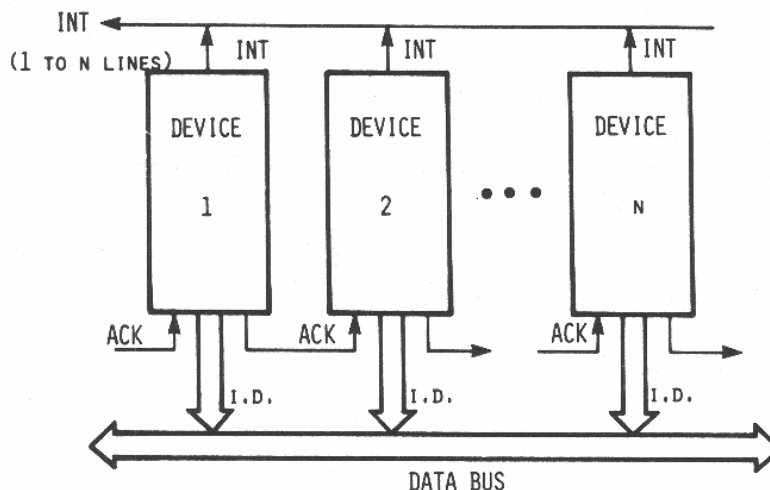 INT
(1 TO N LINES)
INT
INT
INT
DEVICE
1
DEVICE
2
DEVICE
N
ACK
ACK
ACK
I.D.
I.D.
I.D.
DATA BUS